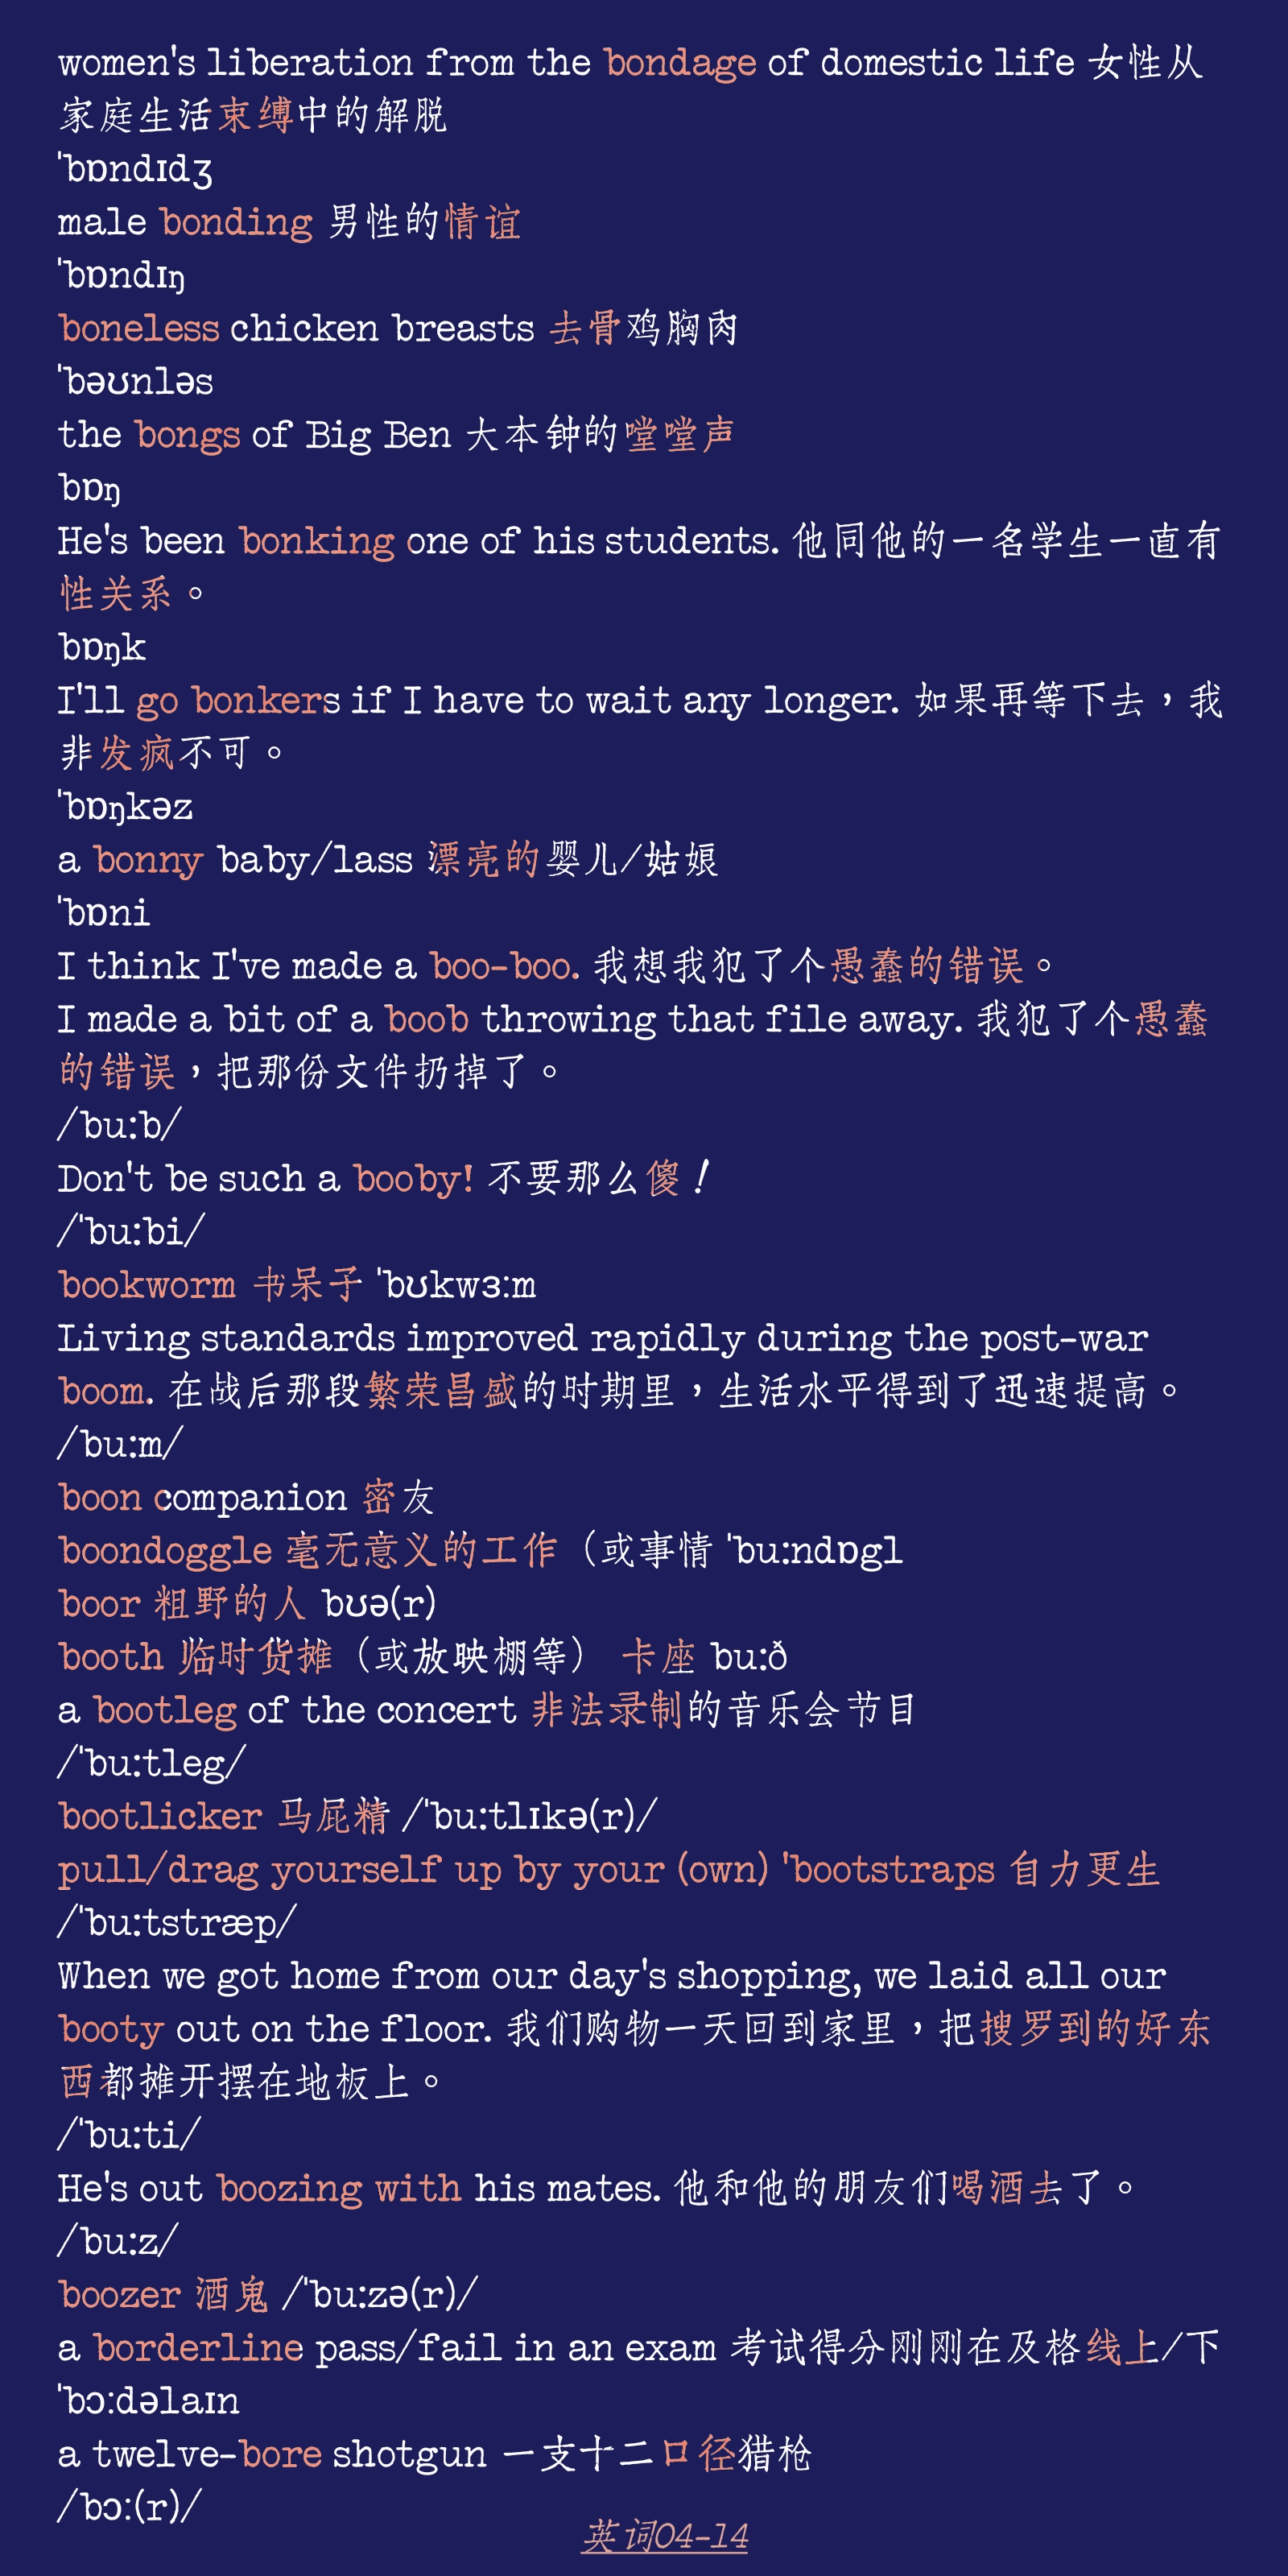 women's liberation from the bondage of domestic life 女性从
家庭生活束缚中的解脱
ˈbɒndɪdʒ
male bonding 男性的情谊
ˈbɒndɪŋ
boneless chicken breasts 去骨鸡胸肉
ˈbəʊnləs
the bongs of Big Ben 大本钟的嘡嘡声
bɒŋ
He's been bonking one of his students. 他同他的一名学生一直有
性关系。
bɒŋk
I'll go bonkers if I have to wait any longer. 如果再等下去，我
非发疯不可。
ˈbɒŋkəz
a bonny baby/lass 漂亮的婴儿/姑娘
ˈbɒni
I think I've made a boo-boo. 我想我犯了个愚蠢的错误。
I made a bit of a boob throwing that file away. 我犯了个愚蠢
的错误，把那份文件扔掉了。
/buːb/
Don't be such a booby! 不要那么傻！
/ˈbuːbi/
bookworm 书呆子 ˈbʊkwɜːm
Living standards improved rapidly during the post-war
boom. 在战后那段繁荣昌盛的时期里，生活水平得到了迅速提高。
/buːm/
boon companion 密友
boondoggle 毫无意义的工作（或事情 ˈbuːndɒgl
boor 粗野的人 bʊə(r)
booth 临时货摊（或放映棚等） 卡座 buːð
a bootleg of the concert 非法录制的音乐会节目
/ˈbuːtleg/
bootlicker 马屁精 /ˈbuːtlɪkə(r)/
pull/drag yourself up by your (own) ˈbootstraps 自力更生
/ˈbuːtstræp/
When we got home from our day's shopping, we laid all our
booty out on the floor. 我们购物一天回到家里，把搜罗到的好东
西都摊开摆在地板上。
/ˈbuːti/
He's out boozing with his mates. 他和他的朋友们喝酒去了。
/buːz/
boozer 酒鬼 /ˈbuːzə(r)/
a borderline pass/fail in an exam 考试得分刚刚在及格线上/下
ˈbɔːdəlaɪn
a twelve-bore shotgun 一支十二口径猎枪
/bɔː(r)/
英词04-14